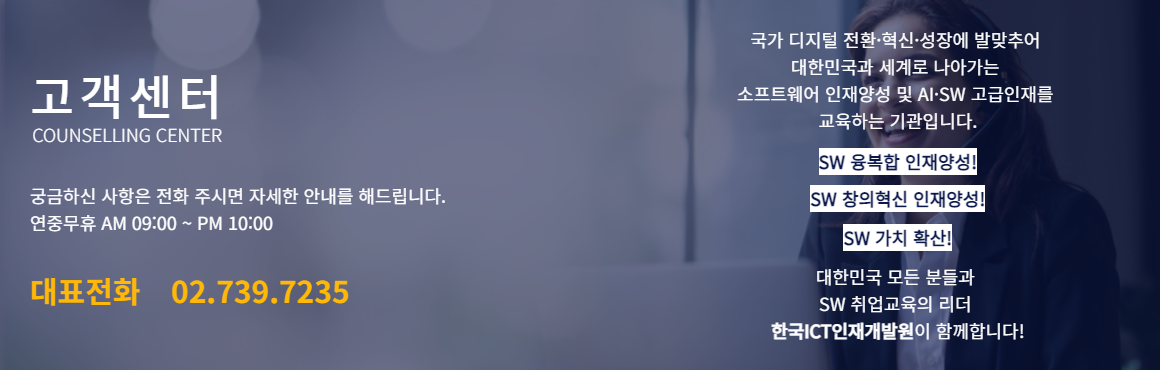 고객센터
COUNSELLING CENTER
궁금하신 사항은 전화 주시면 자세한 안내를 해드립니다.
연중무휴 AM 09:00 ~ PM 10:00
대표전화 02.739.7235
국가 디지털 전환·혁신·성장에 발맞추어
대한민국과 세계로 나아가는
소프트웨어 인재양성 및 AI·SW 고급인재를
교육하는 기관입니다.
SW 융복합 인재양성!
SW 창의혁신 인재양성!
SW 가치 확산!
대한민국 모든 분들과
SW 취업교육의 리더
한국ICT인재개발원이 함께합니다!